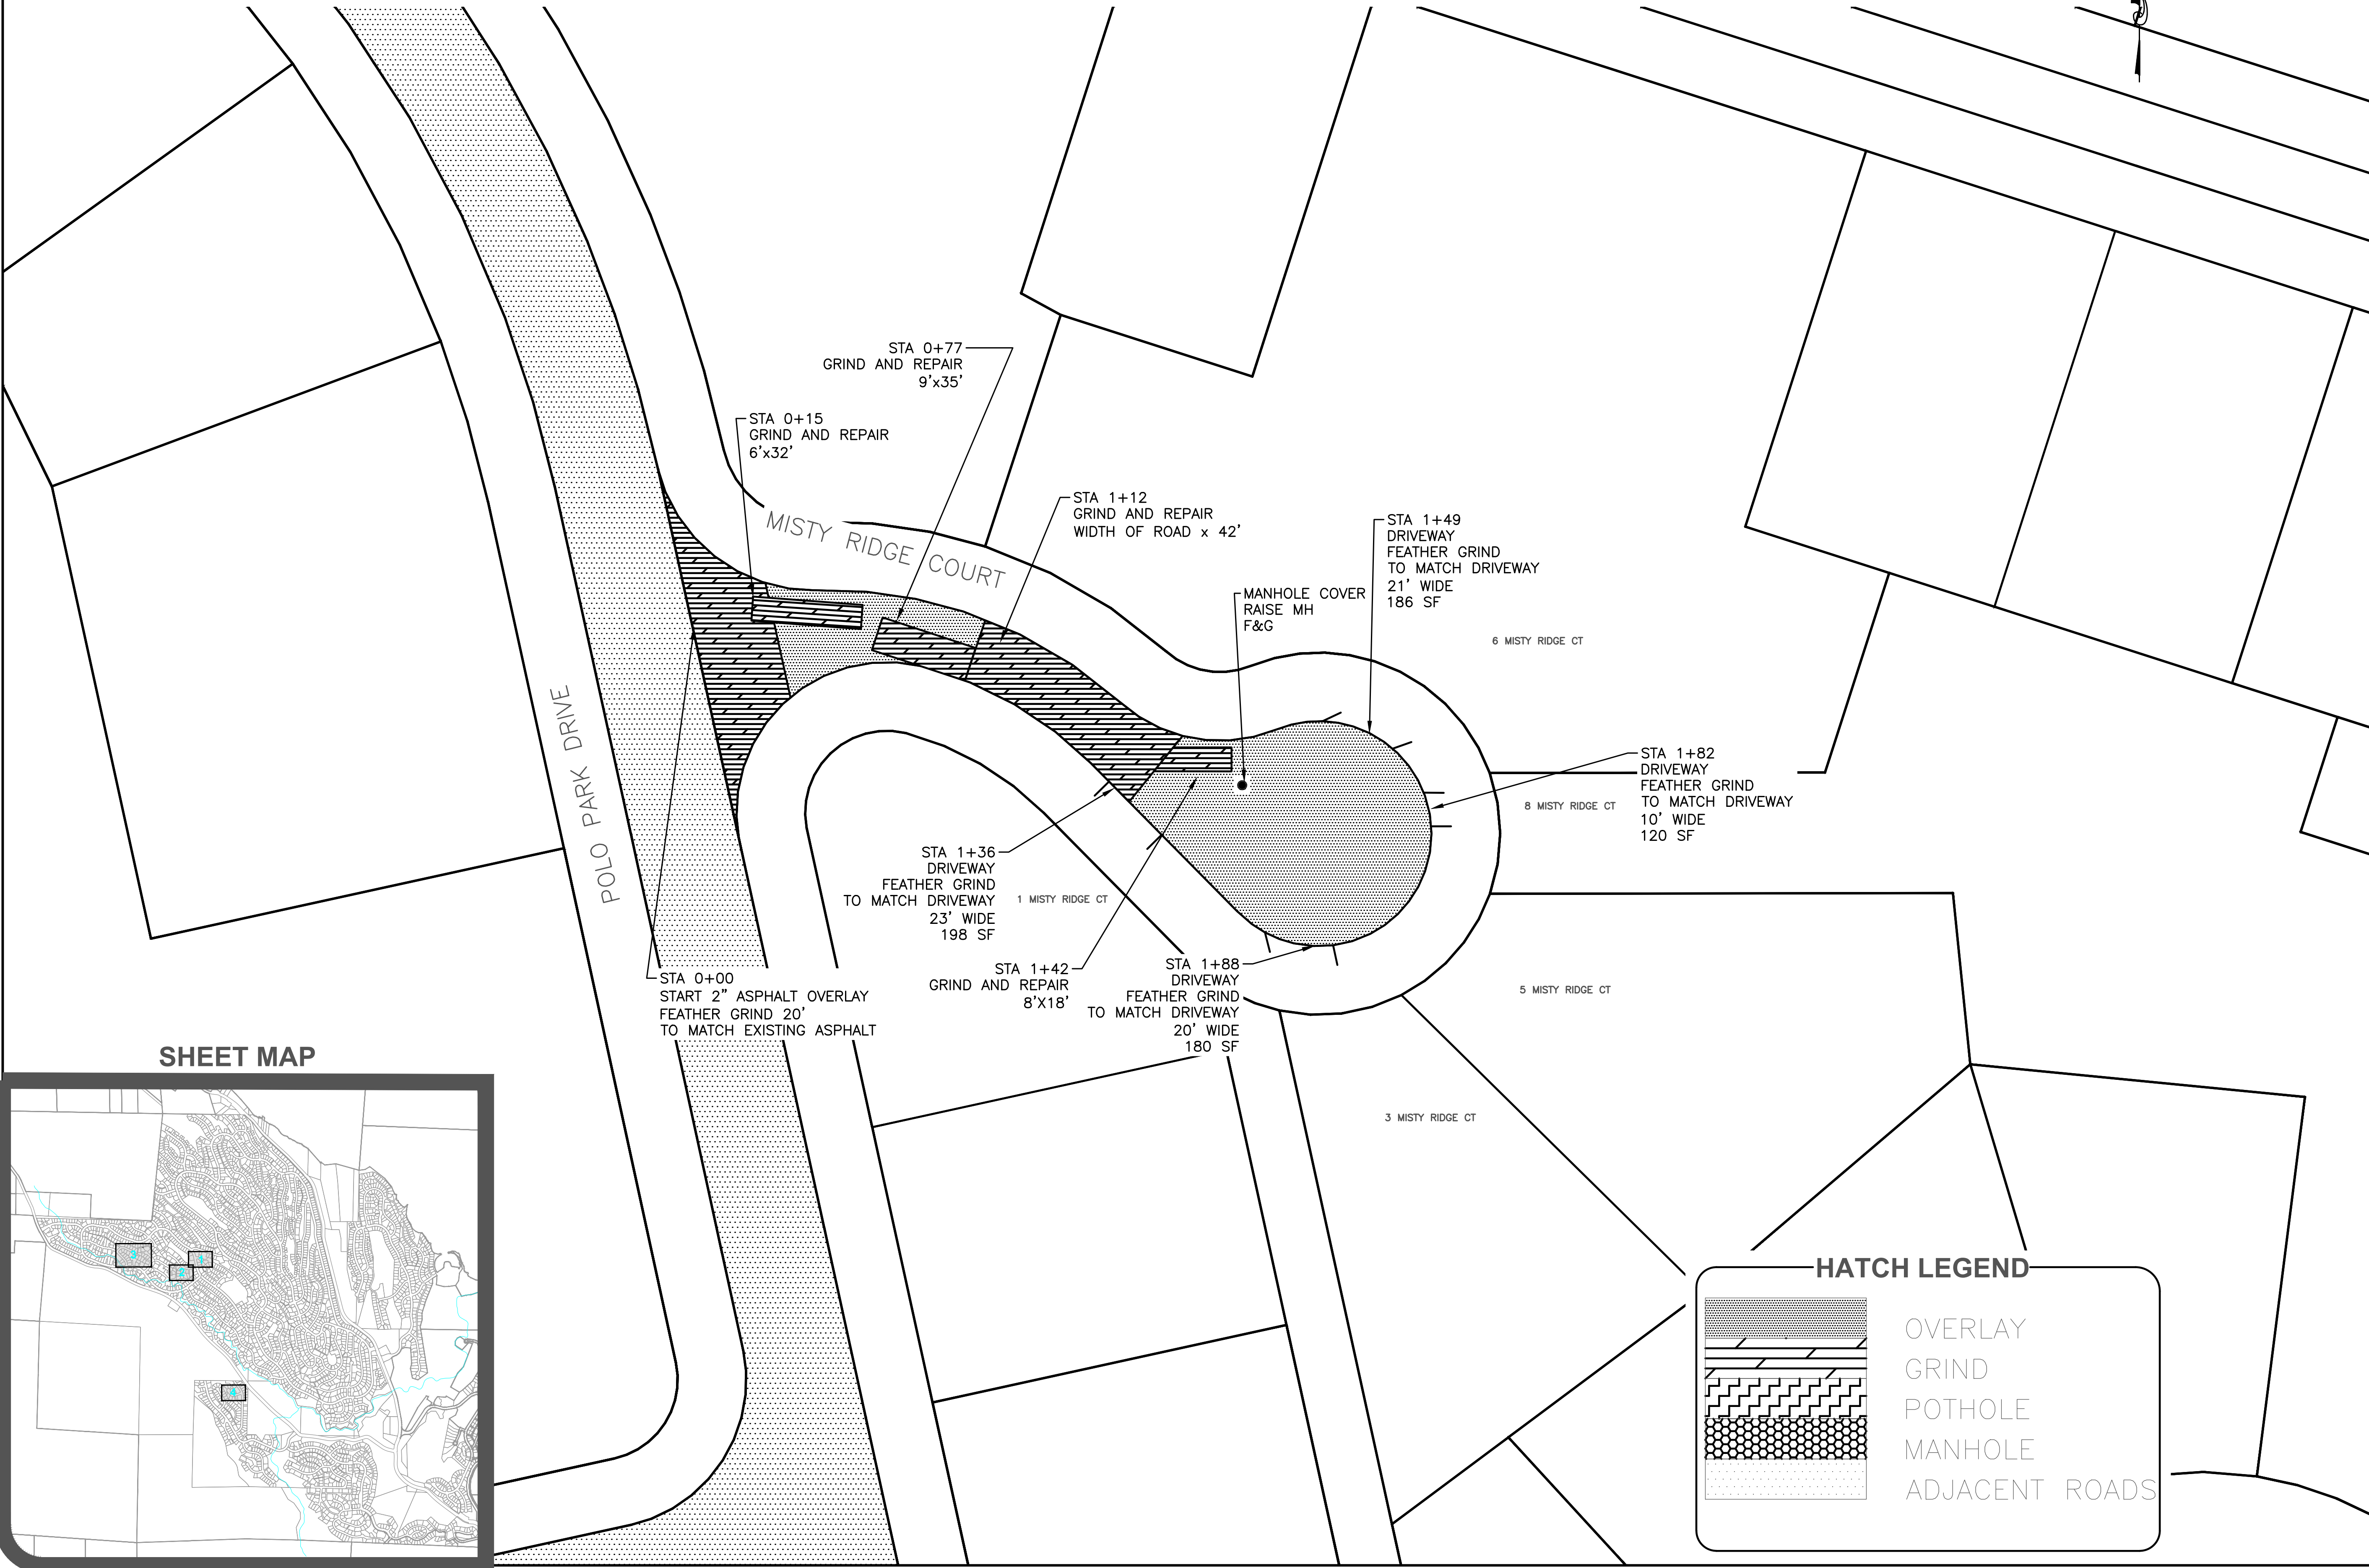 STA 0+77
GRIND AND REPAIR
9'x35'
STA 0+15
GRIND AND REPAIR
6'x32'
MISTY RIDGE COURT
STA 1+12
GRIND AND REPAIR
WIDTH OF ROAD x 42'
STA 1+49
DRIVEWAY
FEATHER GRIND
TO MATCH DRIVEWAY
21' WIDE
186 SF
MANHOLE COVER
RAISE MH
F&G
6 MISTY RIDGE CT
POLO PARK DRIVE
STA 1+82
DRIVEWAY
FEATHER GRIND
TO MATCH DRIVEWAY
10' WIDE
120 SF
8 MISTY RIDGE CT
STA 1+36
DRIVEWAY
FEATHER GRIND
TO MATCH DRIVEWAY
23' WIDE
198 SF
1 MISTY RIDGE CT
STA 0+00
START 2" ASPHALT OVERLAY
FEATHER GRIND 20'
TO MATCH EXISTING ASPHALT
STA 1+42
GRIND AND REPAIR
8'X18'
STA 1+88
DRIVEWAY
FEATHER GRIND
TO MATCH DRIVEWAY
20' WIDE
180 SF
5 MISTY RIDGE CT
3 MISTY RIDGE CT
SHEET MAP
3
2
4
HATCH LEGEND
OVERLAY
GRIND
POTHOLE
MANHOLE
ADJACENT ROADS